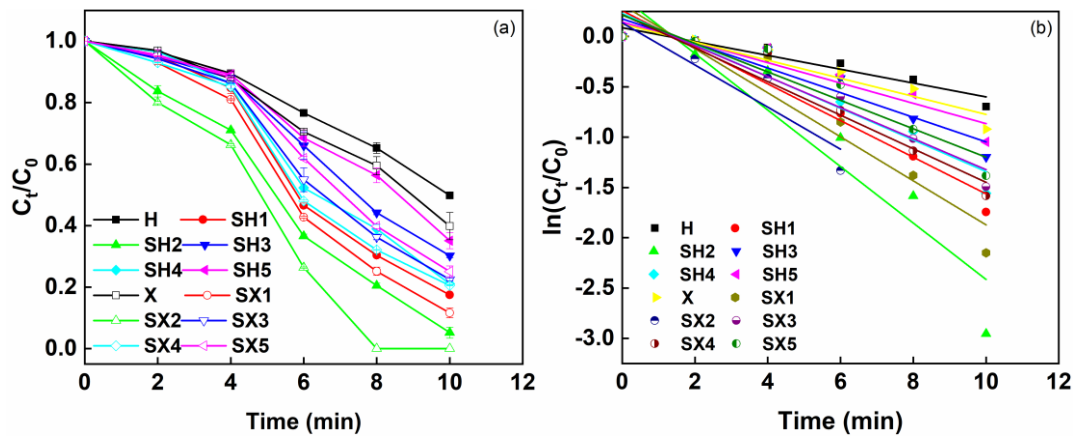 (a)
1.0
0.8
0.6
0.4
0.2
0.0
Ct/C0
H SH1
SH2 SH3
SH4 SH5
X SX1
SX2 SX3
SX4 SX5
0 2 4 6 8 10 12
Time (min)
(b)
0.0
-0.5
-1.0
-1.5
-2.0
-2.5
-3.0
ln(Ct/C0)
H SH1
SH2 SH3
SH4 SH5
X SX1
SX2 SX3
SX4 SX5
0 2 4 6 8 10 12
Time (min)